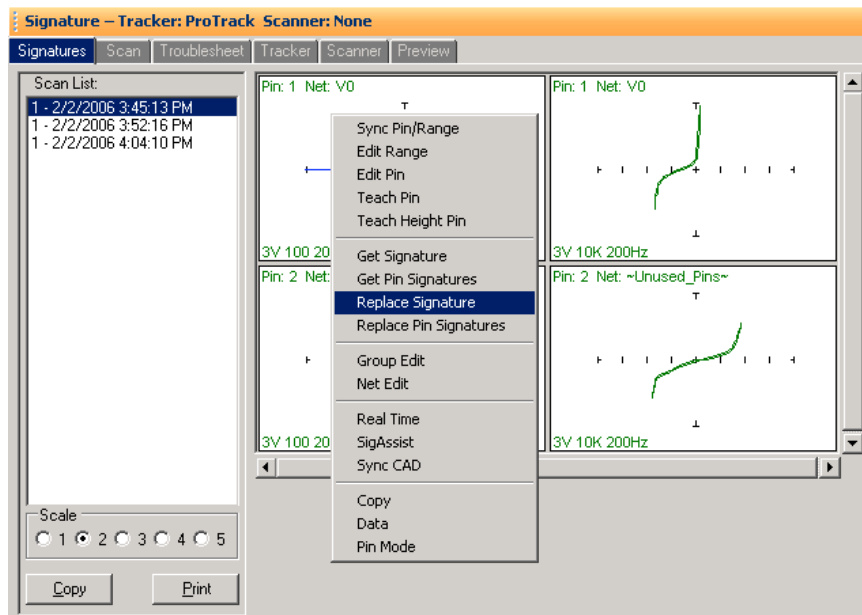 Signature – Tracker: ProTrack Scanner: None
Signatures Scan Troublesheet Tracker Scanner Preview
Scan List:
1 - 2/2/2006 3:45:13 PM
1 - 2/2/2006 3:52:16 PM
1 - 2/2/2006 4:04:10 PM
Scale
1 2 3 4 5
Copy Print
Pin: 1 Net: V0
3V 100 20
Pin: 1 Net: V0
3V 10K 200Hz
Pin: 2 Net:
3V 100 20
Pin: 2 Net: ~Unused_Pins~
3V 10K 200Hz
Sync Pin/Range
Edit Range
Edit Pin
Teach Pin
Teach Height Pin
Get Signature
Get Pin Signatures
Replace Signature
Replace Pin Signatures
Group Edit
Net Edit
Real Time
SigAssist
Sync CAD
Copy
Data
Pin Mode